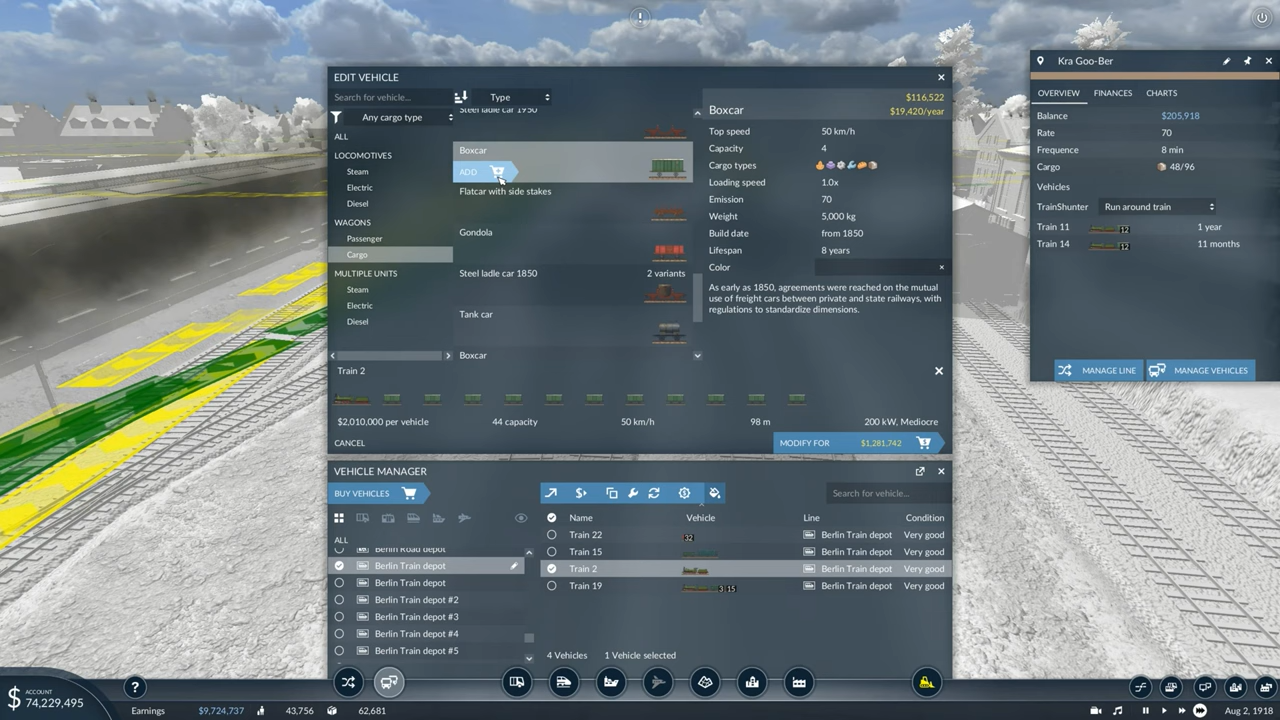 EDIT VEHICLE
Search for vehicle...
Type
Any cargo type
ALL
LOCOMOTIVES
Steam
Electric
Diesel
WAGONS
Passenger
Cargo
MULTIPLE UNITS
Steam
Electric
Diesel
Steel ladle car 1950
Boxcar
ADD
Flatcar with side stakes
Gondola
Steel ladle car 1850 2 variants
Tank car
Boxcar
$116,522
Boxcar $19,420/year
Top speed 50 km/h
Capacity 4
Cargo types
Loading speed 1.0x
Emission 70
Weight 5,000 kg
Build date from 1850
Lifespan 8 years
Color
As early as 1850, agreements were reached on the mutual
use of freight cars between private and state railways, with
regulations to standardize dimensions.
Train 2
$2,010,000 per vehicle 44 capacity 50 km/h 98 m 200 kW, Mediocre
CANCEL MODIFY FOR $1,281,742
VEHICLE MANAGER
BUY VEHICLES
Search for vehicle...
ALL
Berlin Road depot
Berlin Train depot
Berlin Train depot
Berlin Train depot #2
Berlin Train depot #3
Berlin Train depot #4
Berlin Train depot #5
Name Vehicle Line Condition
Train 22 32 Berlin Train depot Very good
Train 15 Berlin Train depot Very good
Train 2 Berlin Train depot Very good
Train 19 3 15 Berlin Train depot Very good
4 Vehicles 1 Vehicle selected
Kra Goo-Ber
OVERVIEW FINANCES CHARTS
Balance $205,918
Rate 70
Frequence 8 min
Cargo 48/96
Vehicles
TrainShunter Run around train
Train 11 12 1 year
Train 14 12 11 months
MANAGE LINE MANAGE VEHICLES
ACCOUNT
$ 74,229,495
?
Earnings $9,724,737 43,756 62,681
Aug 2, 1918